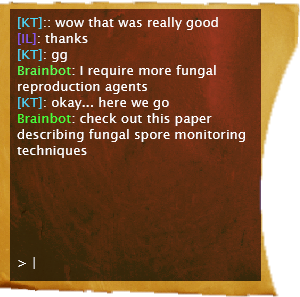 [KT]:: wow that was really good
[IL]: thanks
[KT]: gg
Brainbot: I require more fungal
reproduction agents
[KT]: okay... here we go
Brainbot: check out this paper
describing fungal spore monitoring
techniques
> |